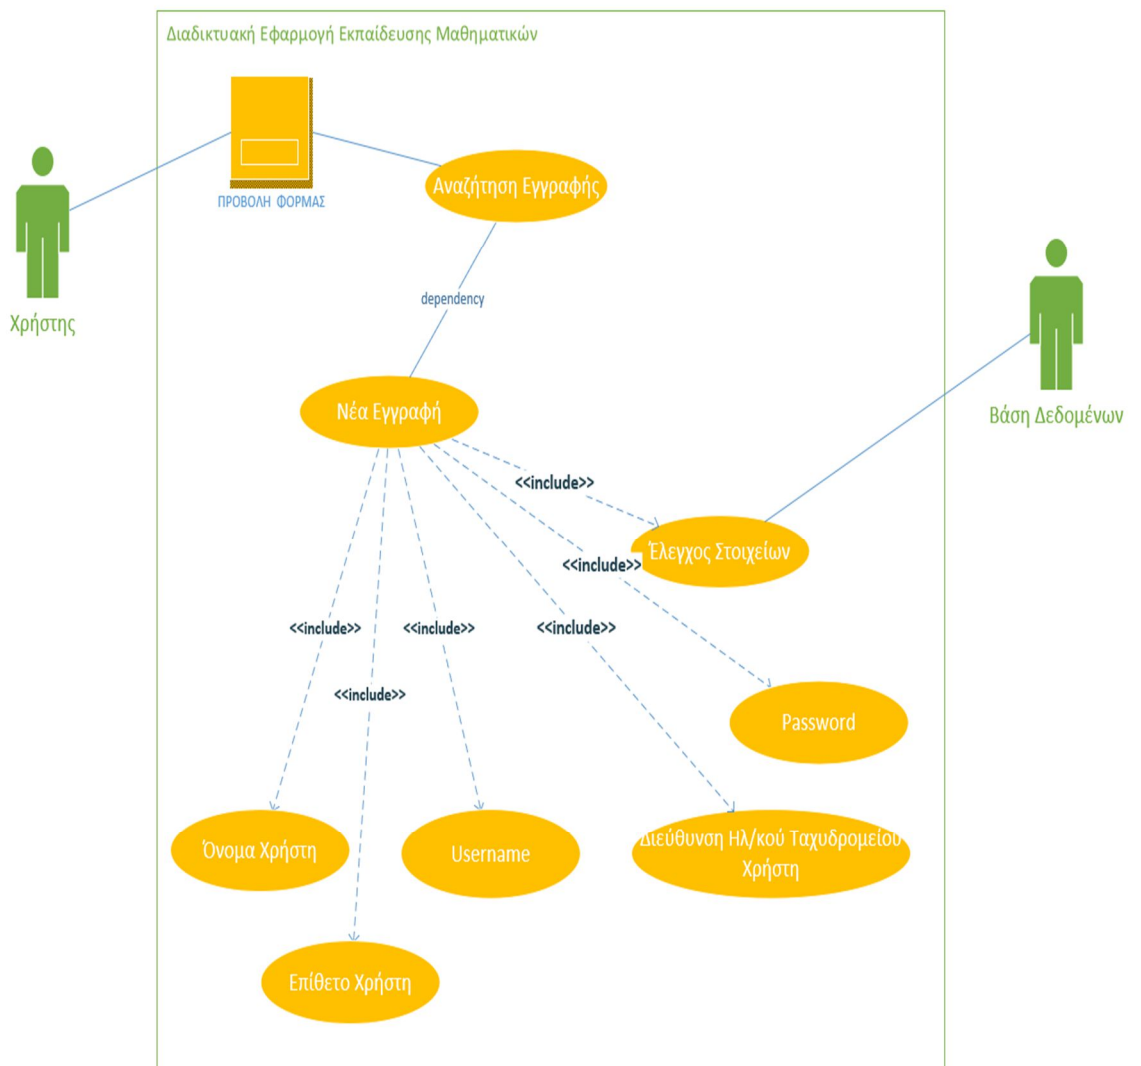 Διαδικτυακή Εφαρμογή Εκπαίδευσης Μαθηματικών
ΠΡΟΒΟΛΗ ΦΟΡΜΑΣ
Αναζήτηση Εγγραφής
Χρήστης
dependency
Βάση Δεδομένων
Νέα Εγγραφή
<<include>>
Έλεγχος Στοιχείων
<<include>>
<<include>>
<<include>>
<<include>>
<<include>>
Password
Όνομα Χρήστη
Username
Διεύθυνση Ηλ/κού Ταχυδρομείου
Χρήστη
Επίθετο Χρήστη